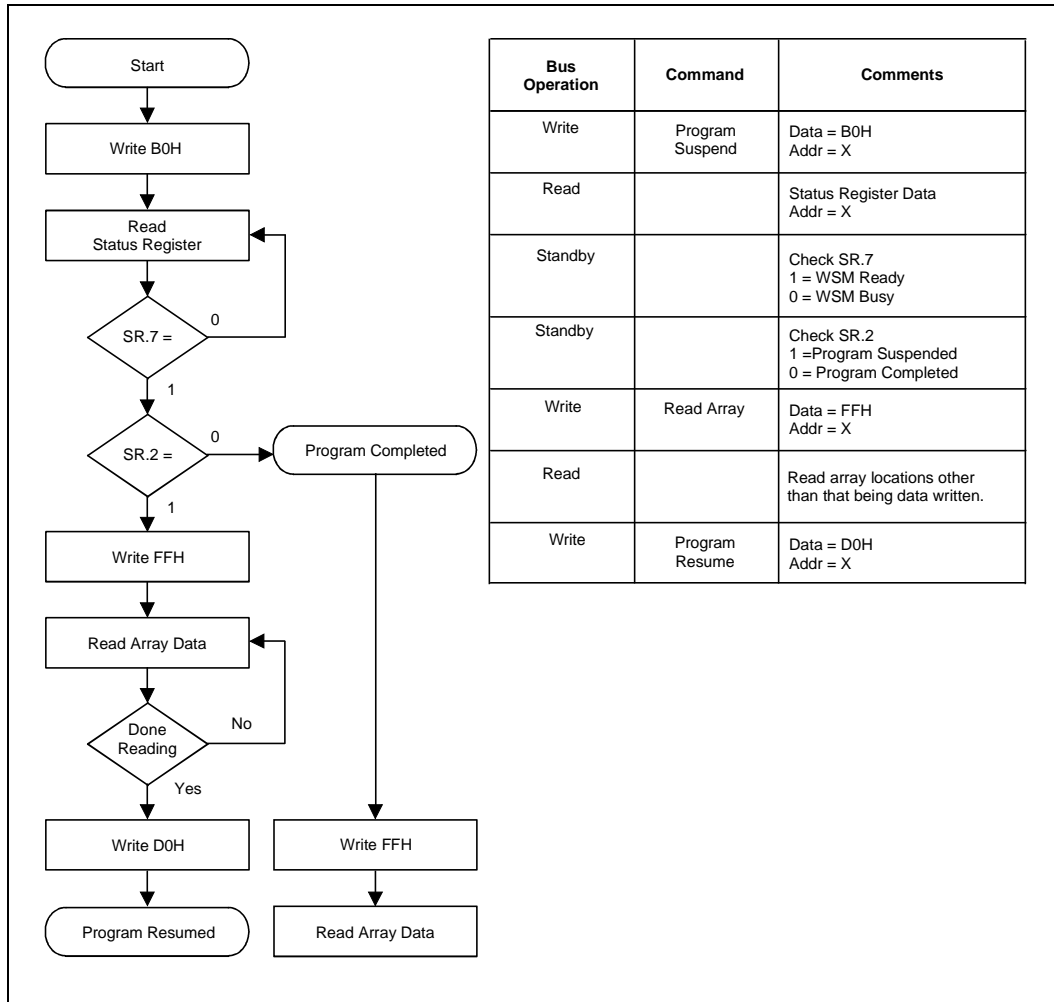 Start
Write B0H
Read
Status Register
SR.7 =
0
1
SR.2 =
0
Program Completed
1
Write FFH
Read Array Data
Done
Reading
No
Yes
Write D0H
Write FFH
Program Resumed
Read Array Data
Bus
Operation
Command
Comments
Write
Program
Suspend
Data = B0H
Addr = X
Read
Status Register Data
Addr = X
Standby
Check SR.7
1 = WSM Ready
0 = WSM Busy
Standby
Check SR.2
1 =Program Suspended
0 = Program Completed
Write
Read Array
Data = FFH
Addr = X
Read
Read array locations other
than that being data written.
Write
Program
Resume
Data = D0H
Addr = X